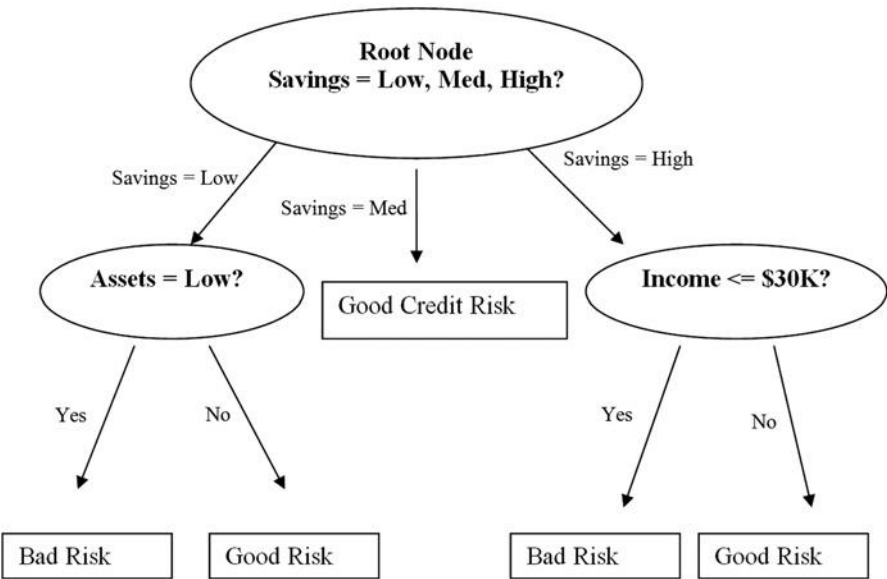 Root Node
Savings = Low, Med, High?
Savings = Low
Savings = Med
Savings = High
Assets = Low?
Good Credit Risk
Income <= $30K?
Yes
No
Yes
No
Bad Risk
Good Risk
Bad Risk
Good Risk